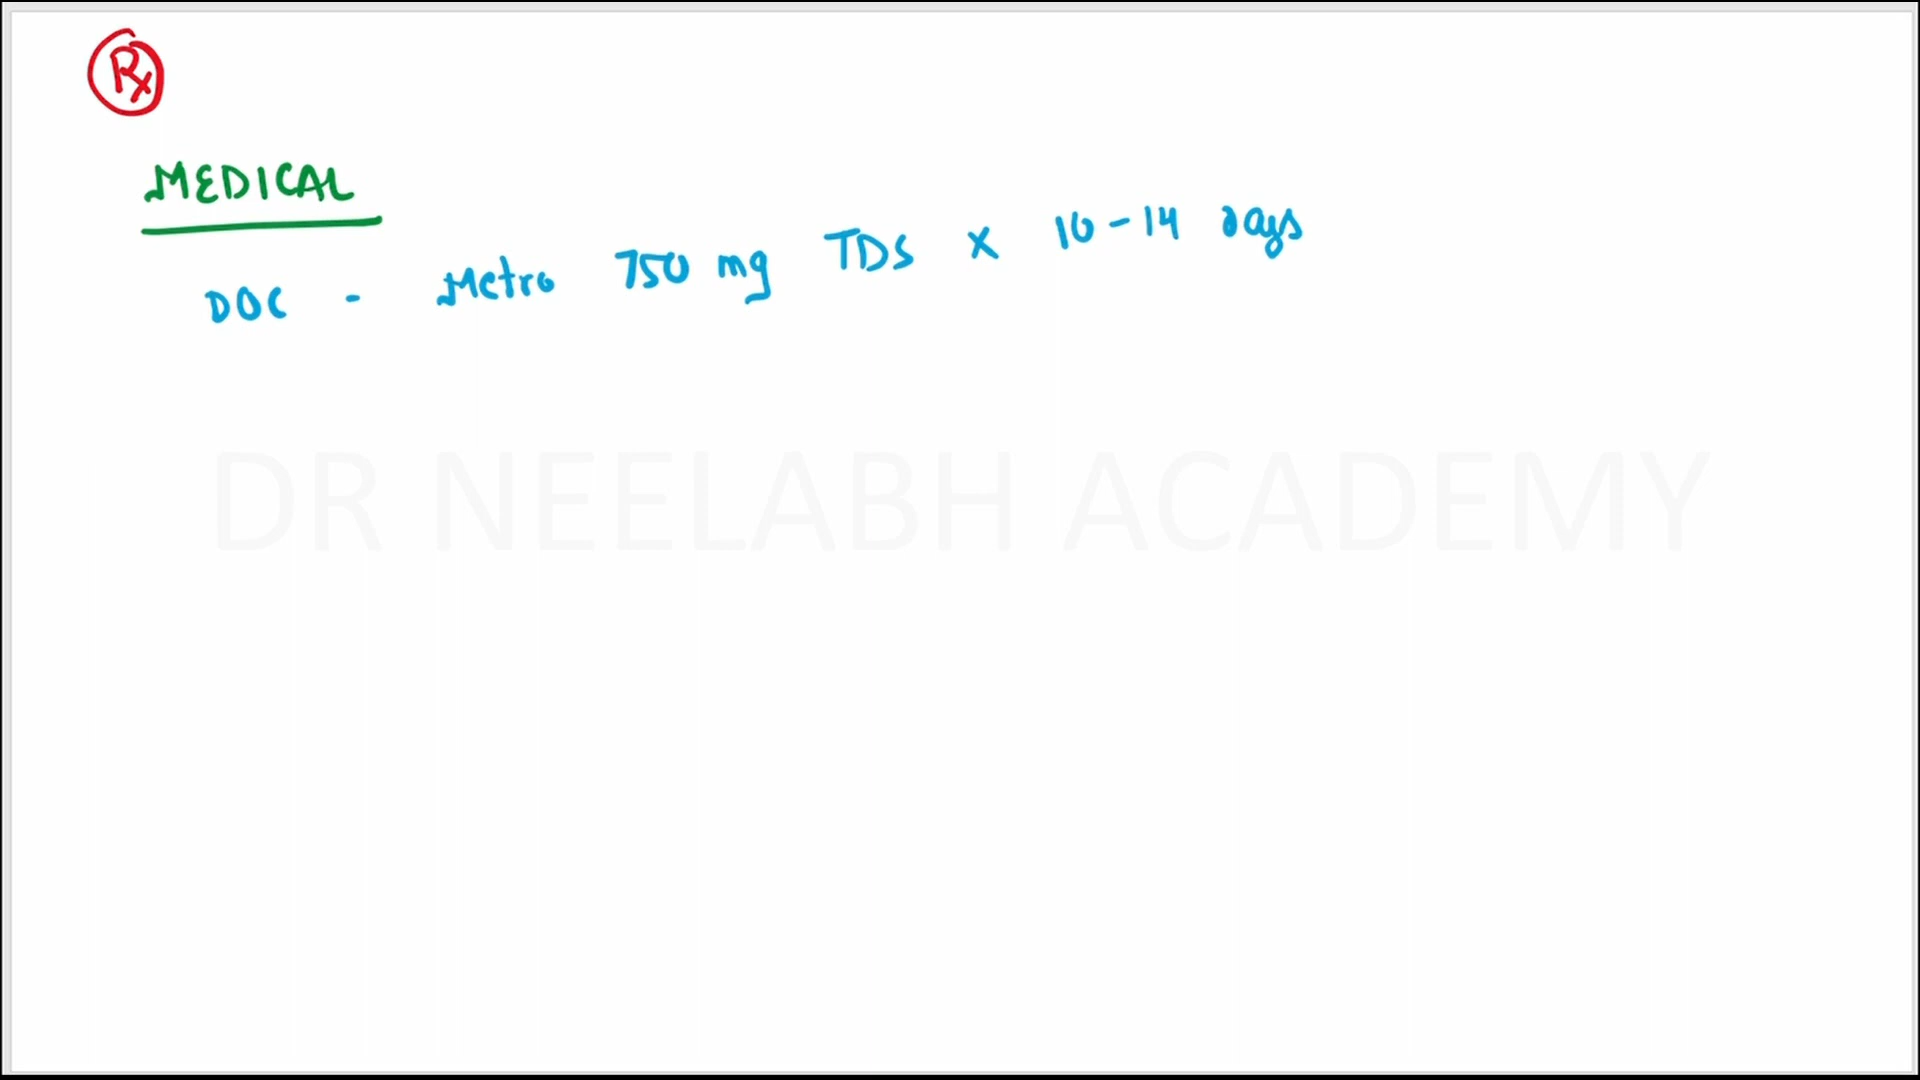 Rx
MEDICAL
DOC - Metro 750 mg TDS x 10-14 days
DR NEELABH ACADEMY